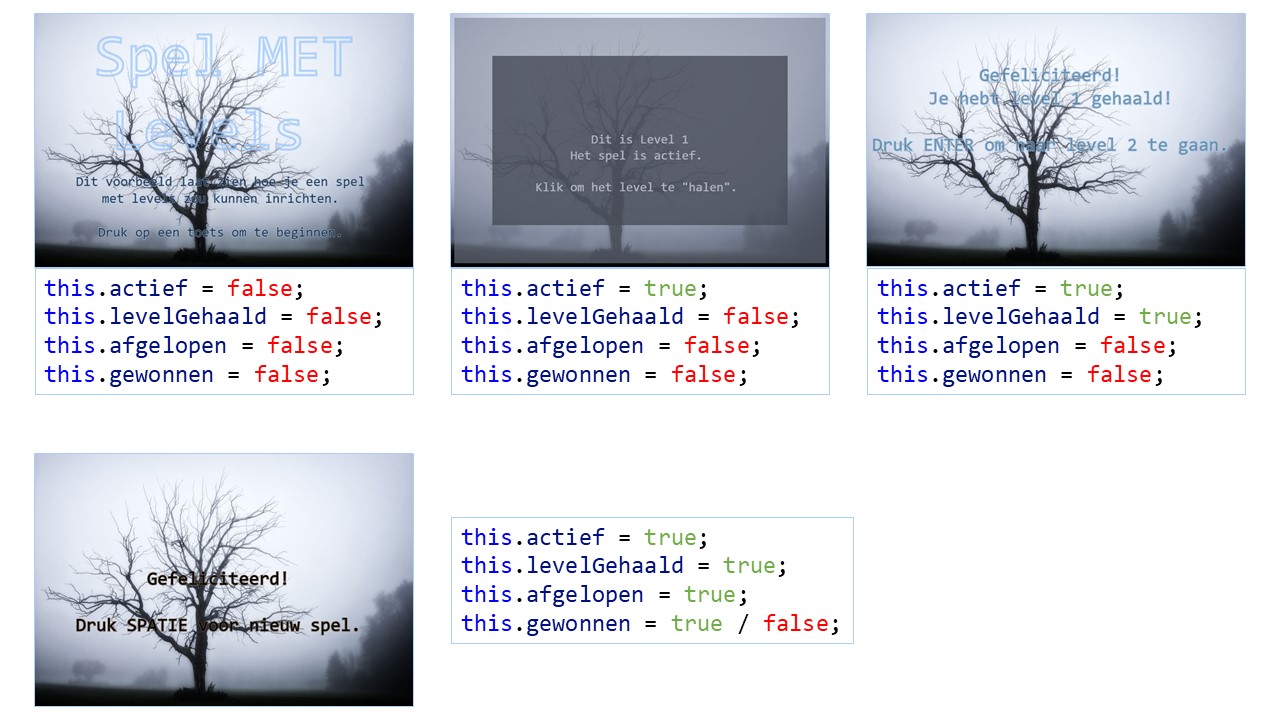 Spel MET
Levels
Dit voorbeeld laat zien hoe je een spel
met levels zou kunnen inrichten.
Druk op een toets om te beginnen.
this.actief = false;
this.levelGehaald = false;
this.afgelopen = false;
this.gewonnen = false;
Dit is Level 1
Het spel is actief.
Klik om het level te "halen".
this.actief = true;
this.levelGehaald = false;
this.afgelopen = false;
this.gewonnen = false;
Gefeliciteerd!
Je hebt level 1 gehaald!
Druk ENTER om naar level 2 te gaan.
this.actief = true;
this.levelGehaald = true;
this.afgelopen = false;
this.gewonnen = false;
Gefeliciteerd!
Druk SPATIE voor nieuw spel.
this.actief = true;
this.levelGehaald = true;
this.afgelopen = true;
this.gewonnen = true / false;